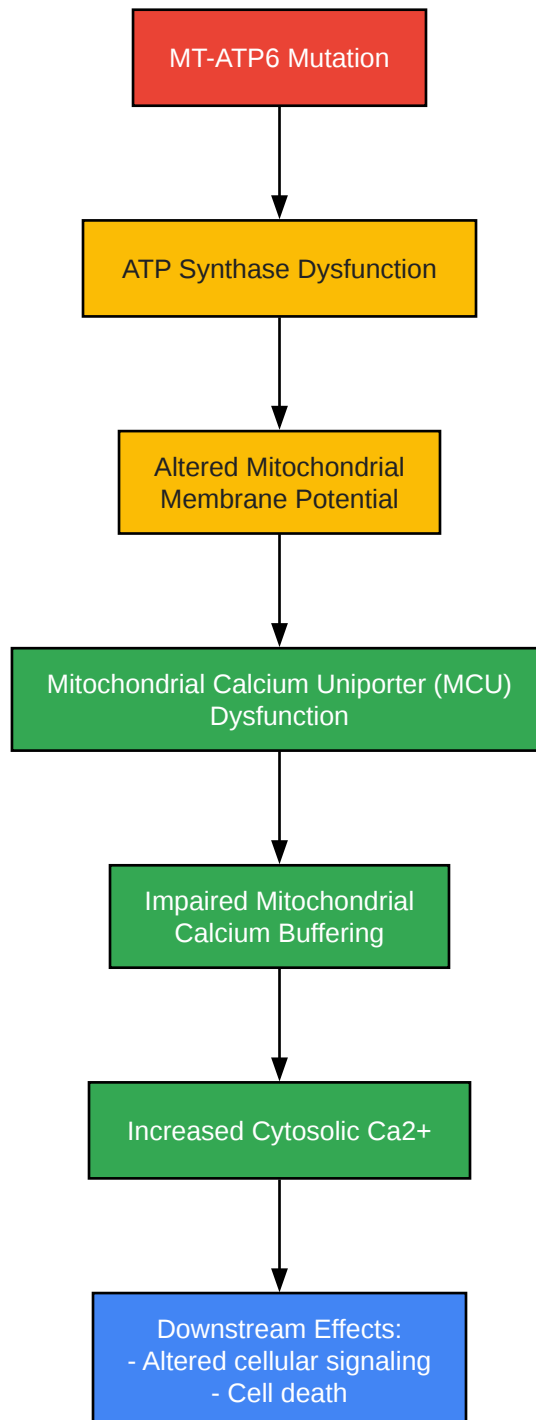 MT-ATP6 Mutation
ATP Synthase Dysfunction
Altered Mitochondrial
Membrane Potential
Mitochondrial Calcium Uniporter (MCU)
Dysfunction
Impaired Mitochondrial
Calcium Buffering
Increased Cytosolic Ca2+
Downstream Effects:
- Altered cellular signaling
- Cell death